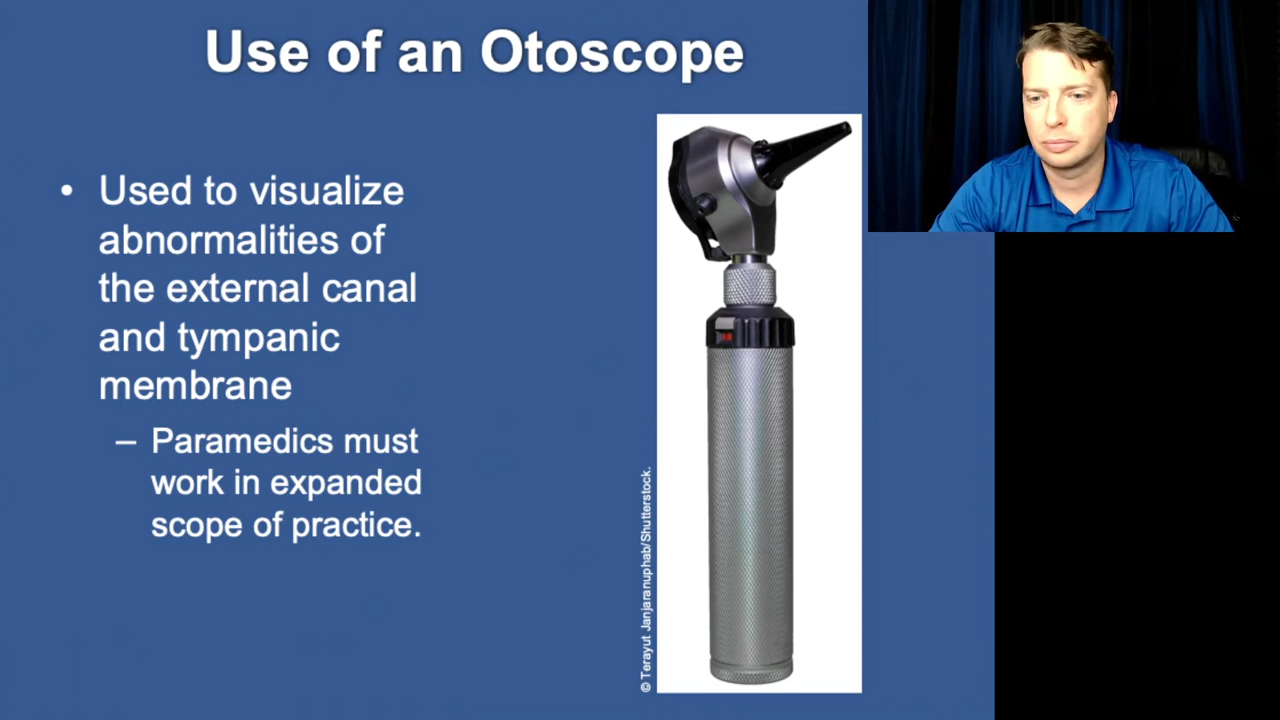 Use of an Otoscope
• Used to visualize
abnormalities of
the external canal
and tympanic
membrane
– Paramedics must
work in expanded
scope of practice.
© Terayut Janjaranuphab/Shutterstock.